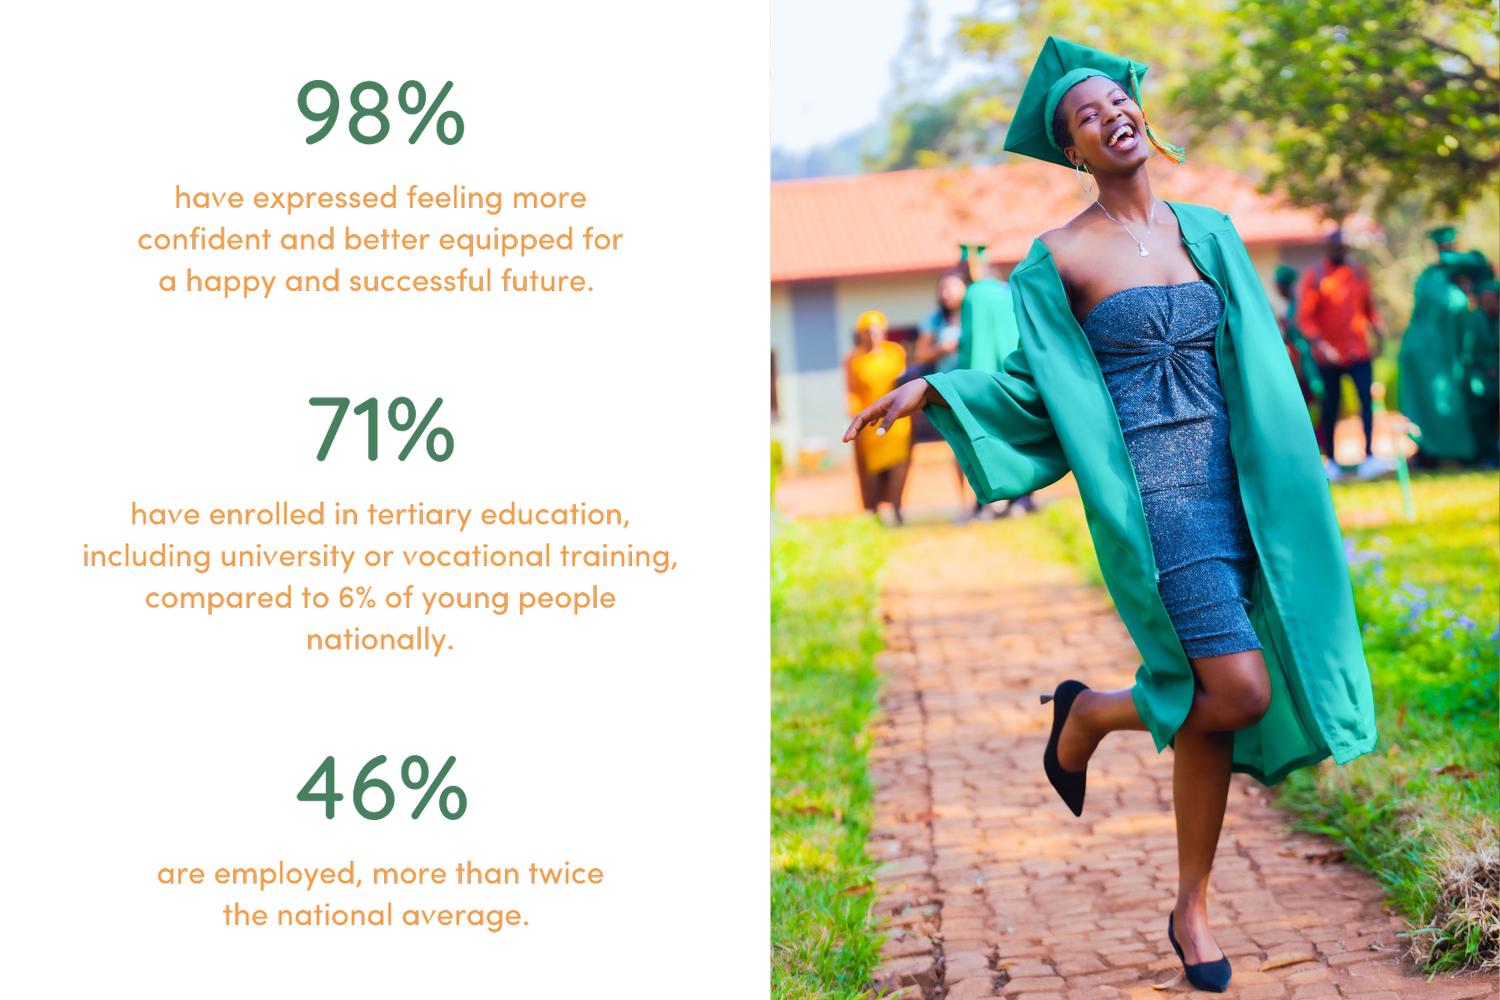 98%
have expressed feeling more
confident and better equipped for
a happy and successful future.
71%
have enrolled in tertiary education,
including university or vocational training,
compared to 6% of young people
nationally.
46%
are employed, more than twice
the national average.